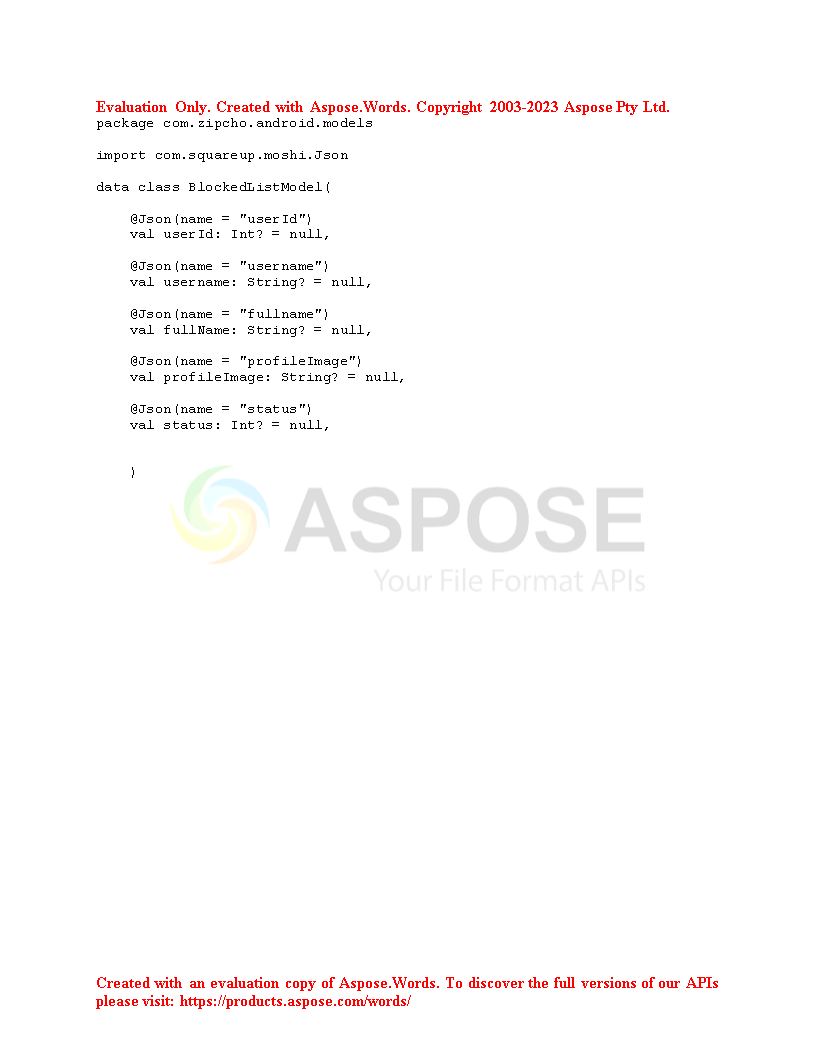 Evaluation Only. Created with Aspose.Words. Copyright 2003-2023 Aspose Pty Ltd.
package com.zipcho.android.models
import com.squareup.moshi.Json
data class BlockedListModel(
@Json(name = "userId")
val userId: Int? = null,
@Json(name = "username")
val username: String? = null,
@Json(name = "fullname")
val fullName: String? = null,
@Json(name = "profileImage")
val profileImage: String? = null,
@Json(name = "status")
val status: Int? = null,
)
ASPOSE
Your File Format APIs
Created with an evaluation copy of Aspose.Words. To discover the full versions of our APIs
please visit: https://products.aspose.com/words/